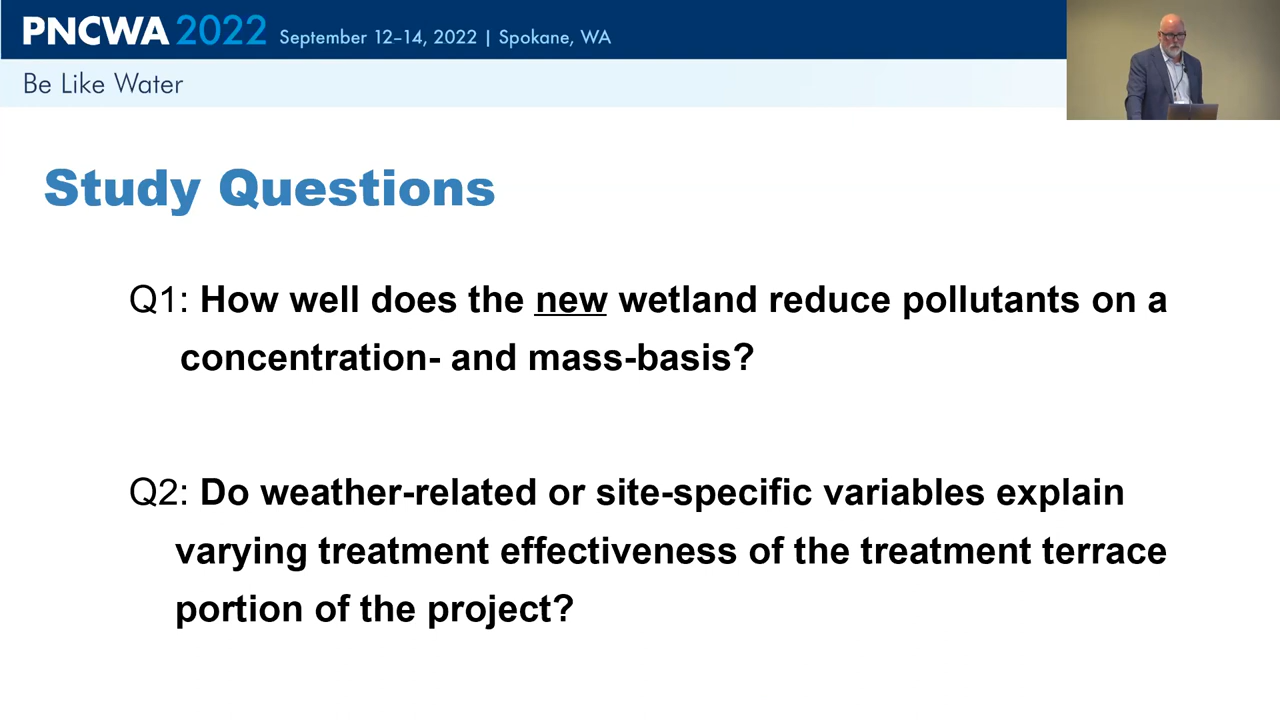 PNCWA 2022 September 12–14, 2022 | Spokane, WA
Be Like Water
Study Questions
Q1: How well does the new wetland reduce pollutants on a
concentration- and mass-basis?
Q2: Do weather-related or site-specific variables explain
varying treatment effectiveness of the treatment terrace
portion of the project?